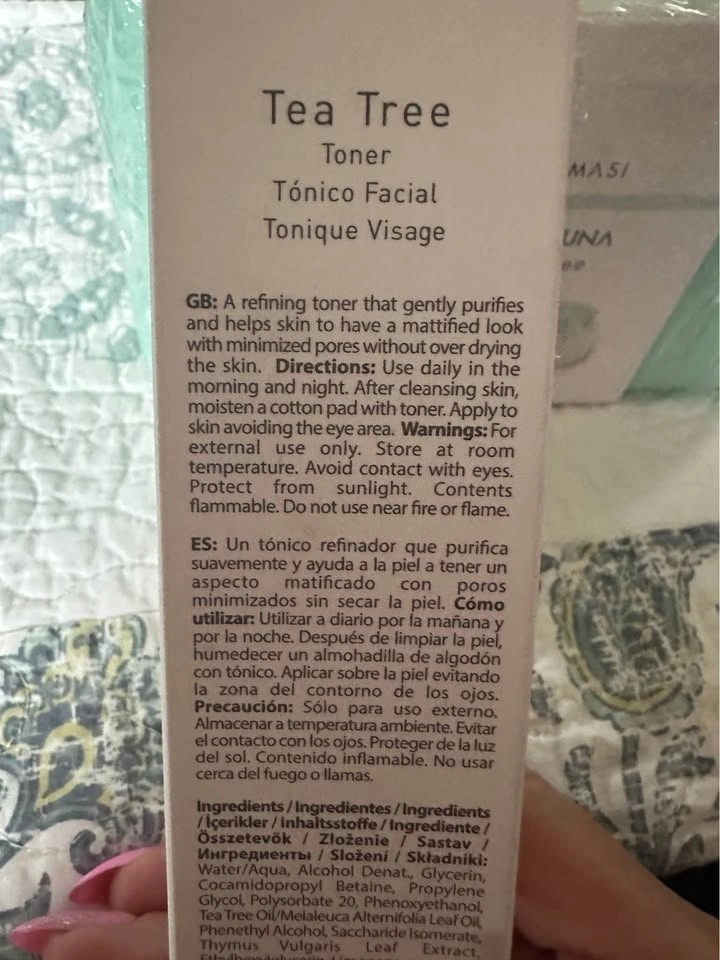 Tea Tree
Toner
Tónico Facial
Tonique Visage
GB: A refining toner that gently purifies
and helps skin to have a mattified look
with minimized pores without over drying
the skin. Directions: Use daily in the
morning and night. After cleansing skin,
moisten a cotton pad with toner. Apply to
skin avoiding the eye area. Warnings: For
external use only. Store at room
temperature. Avoid contact with eyes.
Protect from sunlight. Contents
flammable. Do not use near fire or flame.
ES: Un tónico refinador que purifica
suavemente y ayuda a la piel a tener un
aspecto matificado con poros
minimizados sin secar la piel. Cómo
utilizar: Utilizar a diario por la mañana y
por la noche. Después de limpiar la piel,
humedecer un almohadilla de algodón
con tónico. Aplicar sobre la piel evitando
la zona del contorno de los ojos.
Precaución: Sólo para uso externo.
Almacenar a temperatura ambiente. Evitar
el contacto con los ojos. Proteger de la luz
del sol. Contenido inflamable. No usar
cerca del fuego o llamas.
Ingredients / Ingredientes / Ingredients
/ İçerikler / Inhaltsstoffe / Ingrediente /
Összetevök / Zloženie / Sastav /
Ингредиенты / Složení / Składniki:
Water/Aqua, Alcohol Denat., Glycerin,
Cocamidopropyl Betaine, Propylene
Glycol, Polysorbate 20, Phenoxyethanol,
Tea Tree Oil/Melaleuca Alternifolia Leaf Oil,
Phenethyl Alcohol, Saccharide Isomerate,
Thymus Vulgaris Leaf Extract,
MASI
UNA